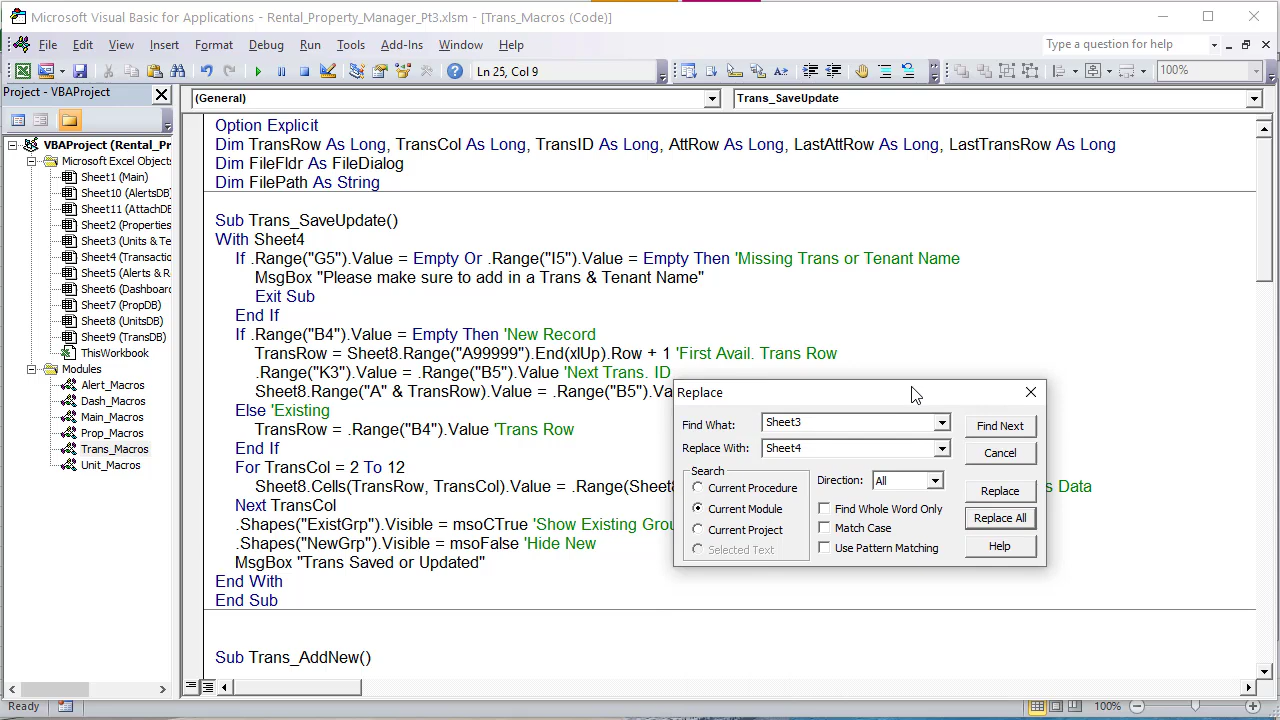 Microsoft Visual Basic for Applications - Rental_Property_Manager_Pt3.xlsm - [Trans_Macros (Code)]
File Edit View Insert Format Debug Run Tools Add-Ins Window Help Type a question for help
Ln 25, Col 9 100%
Project - VBAProject
(General) Trans_SaveUpdate
VBAProject (Rental_Pr
Microsoft Excel Objects
Sheet1 (Main)
Sheet10 (AlertsDB
Sheet11 (AttachDB
Sheet2 (Properties
Sheet3 (Units & Te
Sheet4 (Transactio
Sheet5 (Alerts & R
Sheet6 (Dashboar
Sheet7 (PropDB)
Sheet8 (UnitsDB)
Sheet9 (TransDB)
ThisWorkbook
Modules
Alert_Macros
Dash_Macros
Main_Macros
Prop_Macros
Trans_Macros
Unit_Macros
Option Explicit
Dim TransRow As Long, TransCol As Long, TransID As Long, AttRow As Long, LastAttRow As Long, LastTransRow As Long
Dim FileFldr As FileDialog
Dim FilePath As String
Sub Trans_SaveUpdate()
With Sheet4
If .Range("G5").Value = Empty Or .Range("I5").Value = Empty Then 'Missing Trans or Tenant Name
MsgBox "Please make sure to add in a Trans & Tenant Name"
Exit Sub
End If
If .Range("B4").Value = Empty Then 'New Record
TransRow = Sheet8.Range("A99999").End(xlUp).Row + 1 'First Avail. Trans Row
.Range("K3").Value = .Range("B5").Value 'Next Trans. ID
Sheet8.Range("A" & TransRow).Value = .Range("B5").Va
Else 'Existing
TransRow = .Range("B4").Value 'Trans Row
End If
For TransCol = 2 To 12
Sheet8.Cells(TransRow, TransCol).Value = .Range(Sheet8 s Data
Next TransCol
.Shapes("ExistGrp").Visible = msoCTrue 'Show Existing Grou
.Shapes("NewGrp").Visible = msoFalse 'Hide New
MsgBox "Trans Saved or Updated"
End With
End Sub
Sub Trans_AddNew()
Replace
Find What: Sheet3 Find Next
Replace With: Sheet4 Cancel
Search
Direction: All
Current Procedure
Current Module
Current Project
Selected Text
Find Whole Word Only
Match Case
Use Pattern Matching
Replace
Replace All
Help
Ready 100%